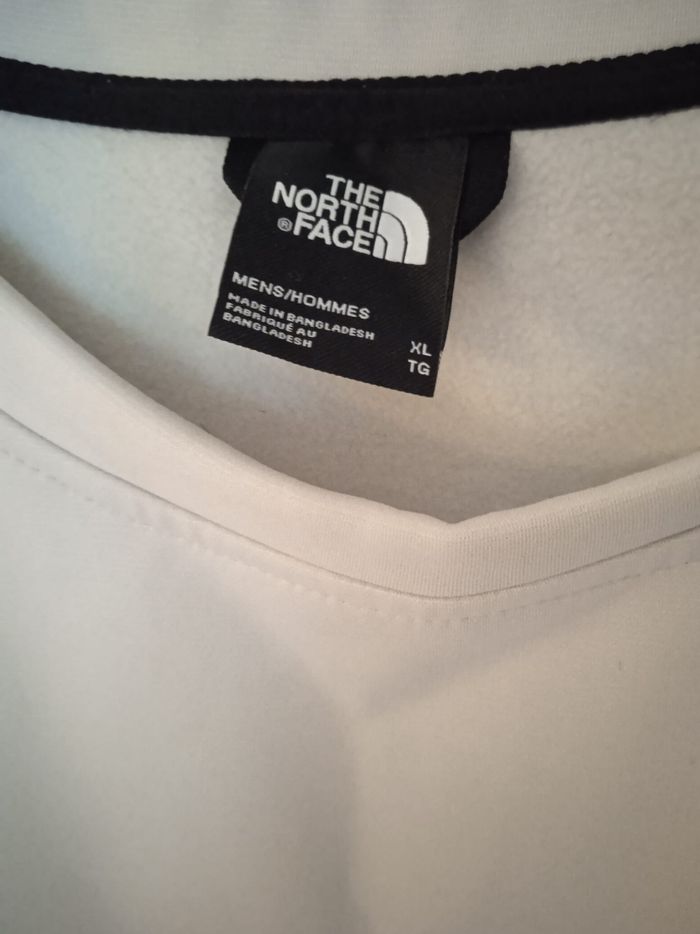 THE
NORTH
®FACE
MENS/HOMMES
MADE IN BANGLADESH
FABRIQUÉ AU
BANGLADESH
XL
TG